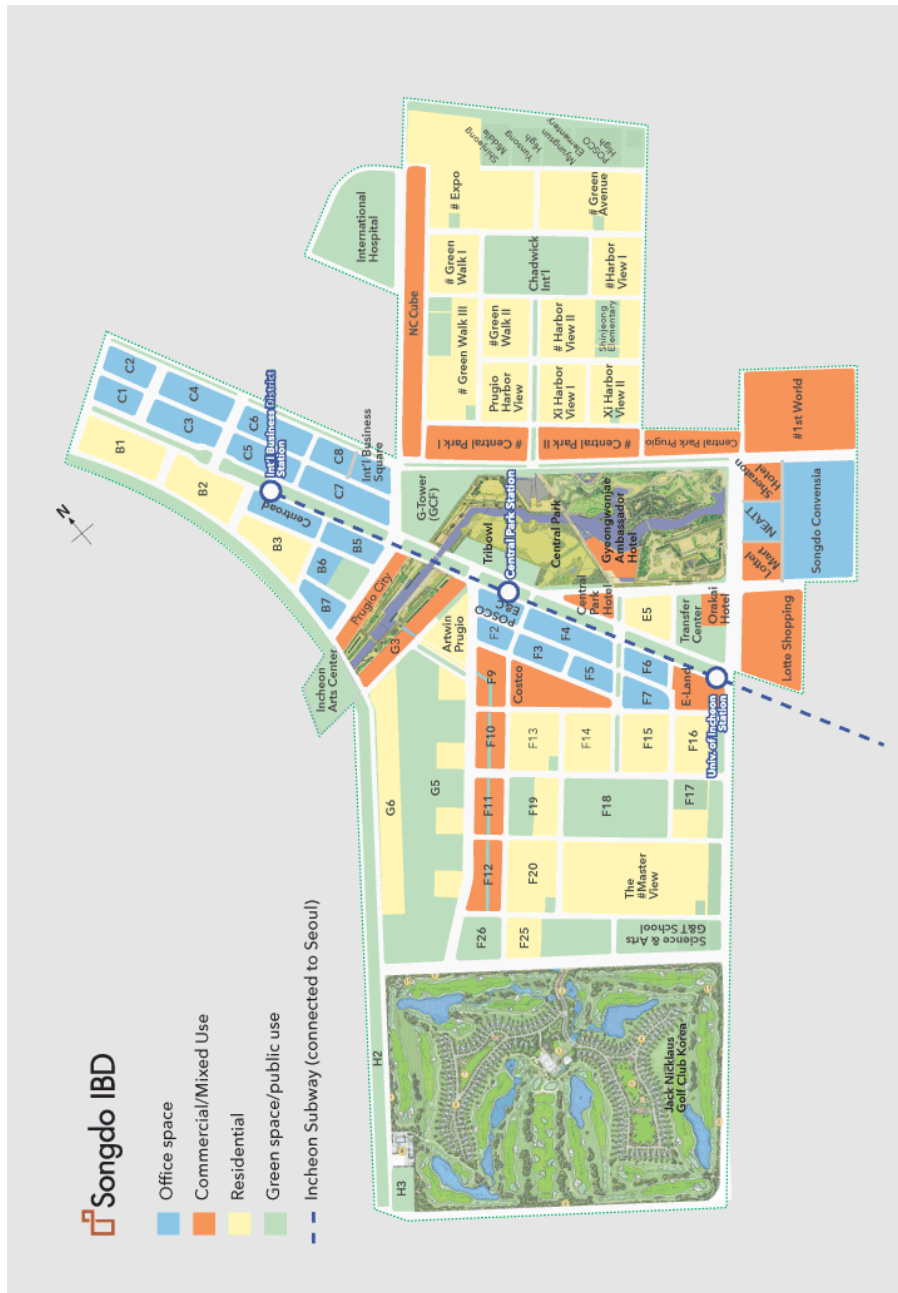 Songdo IBD
Office space
Commercial/Mixed Use
Residential
Green space/public use
Incheon Subway (connected to Seoul)
N
H3
H2
Jack Nicklaus
Golf Club Korea
G6
G5
F26
F25
Science & Arts
G&T School
F12
F11
F10
F9
F20
F19
F13
The
#Master
View
F18
F14
F17
F15
F16
Incheon
Arts Center
G3
Prugio City
Artwin
Prugio
Costco
F2
POSCO
E&C
F3
F4
F5
F6
F7
E-Land
Univ. of Incheon
Station
Central Park Station
Central
Park
Hotel
E5
Transfer
Center
Orakai
Hotel
Lotte Shopping
B7
B6
B5
B3
B2
B1
Centroad
Int'l Business District
Station
C1
C2
C3
C4
C5
C6
C7
C8
Int'l Business
Square
G-Tower
(GCF)
Tribowl
Central Park
Gyeongwonjae
Ambassador
Hotel
International
Hospital
NC Cube
# Central Park I
# Central Park II
Central Park Prugio
# Green Walk III
# Green
Walk I
# Expo
Prugio
Harbor
View
#Green
Walk II
Chadwick
Int'l
Xi Harbor
View I
# Harbor
View II
Xi Harbor
View II
Shinjeong
Elementary
#Harbor
View I
# Green
Avenue
Shinjeong
Middle
Yunsong
High
Myungsun
Elementary
POSCO
High
Lottel
Mart
NEATT
Sheraton
Hotel
#1st World
Songdo Convensia